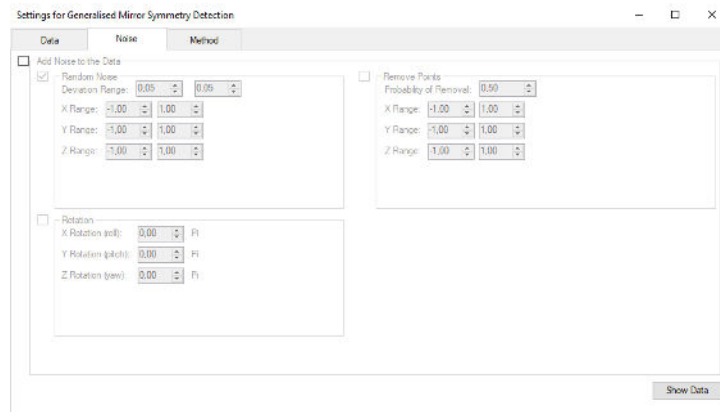 Settings for Generalised Mirror Symmetry Detection
Data Noise Method
Add Noise to the Data
Random Noise
Deviation Range: 0,05 0,05
X Range: -1,00 1,00
Y Range: -1,00 1,00
Z Range: -1,00 1,00
Remove Points
Probability of Removal: 0,50
X Range: -1,00 1,00
Y Range: -1,00 1,00
Z Range: -1,00 1,00
Rotation
X Rotation (roll): 0,00 Pi
Y Rotation (pitch): 0,00 Pi
Z Rotation (yaw): 0,00 Pi
Show Data